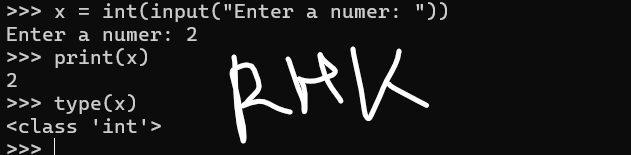 >>> x = int(input("Enter a numer: "))
Enter a numer: 2
>>> print(x)
2
>>> type(x)
<class 'int'>
>>>
RHK